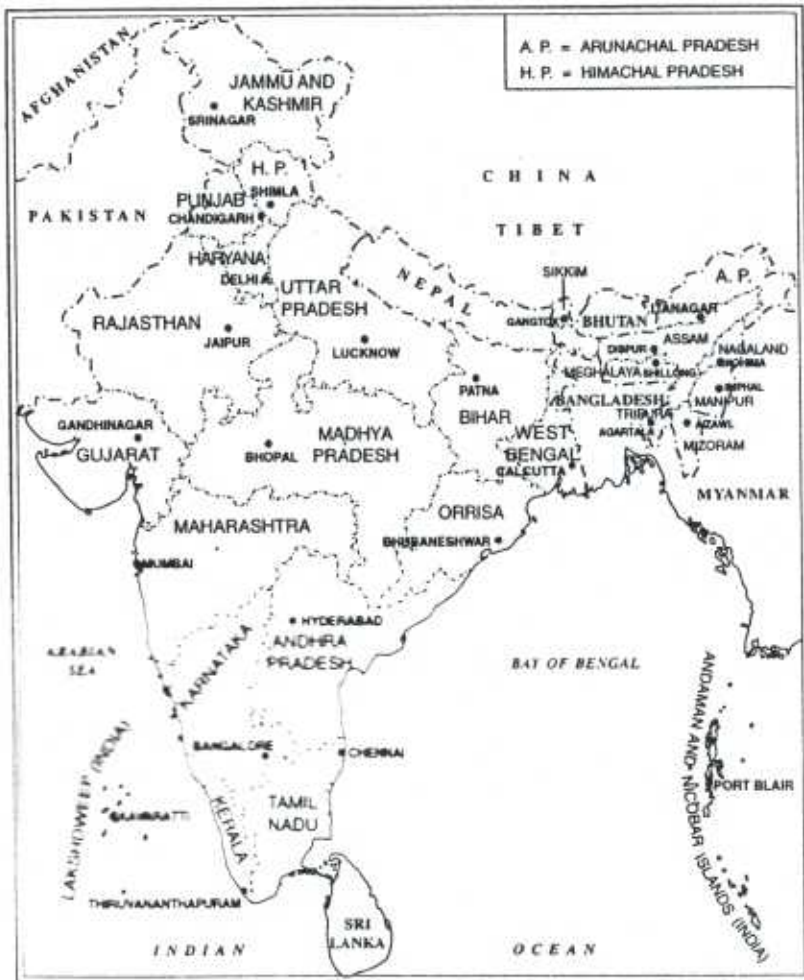 A. P. = ARUNACHAL PRADESH
H. P. = HIMACHAL PRADESH
AFGHANISTAN
JAMMU AND
KASHMIR
SRINAGAR
H. P.
SHIMLA
PUNJAB
CHANDIGARH
PAKISTAN
CHINA
TIBET
HARYANA
DELHI
UTTAR
PRADESH
NEPAL
SIKKIM
A. P.
RAJASTHAN
JAIPUR
LUCKNOW
GANGTOK
BHUTAN
ITANAGAR
ASSAM
DISPUR
NAGALAND
KOHIMA
MEGHALAYA
SHILLONG
PATNA
BIHAR
BANGLADESH
IMPHAL
MANIPUR
TRIPURA
AGARTALA
AIZAWL
MIZORAM
GANDHINAGAR
GUJARAT
BHOPAL
MADHYA
PRADESH
WEST
BENGAL
CALCUTTA
MYANMAR
MAHARASHTRA
ORRISA
BHUBANESHWAR
MUMBAI
HYDERABAD
ANDHRA
PRADESH
KARNATAKA
ARABIAN
SEA
BAY OF BENGAL
BANGALORE
CHENNAI
ANDAMAN AND NICOBAR ISLANDS (INDIA)
PORT BLAIR
LAKSHDWEEP (INDIA)
KAVARATTI
KERALA
TAMIL
NADU
THIRUVANANTHAPURAM
SRI
LANKA
INDIAN OCEAN